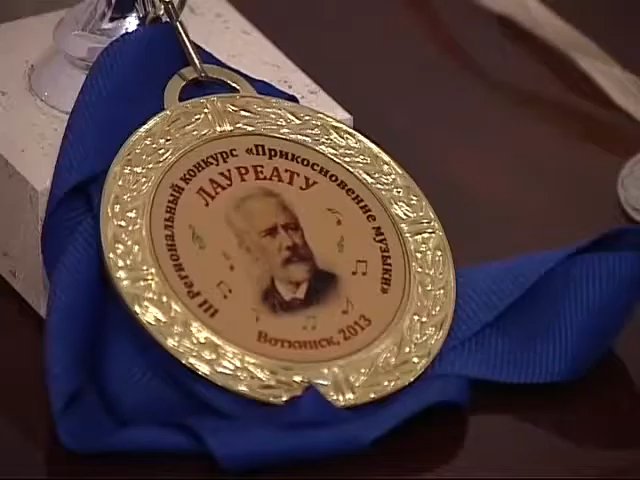 III Региональный конкурс «Прикосновение музыки»
ЛАУРЕАТУ
Воткинск, 2013